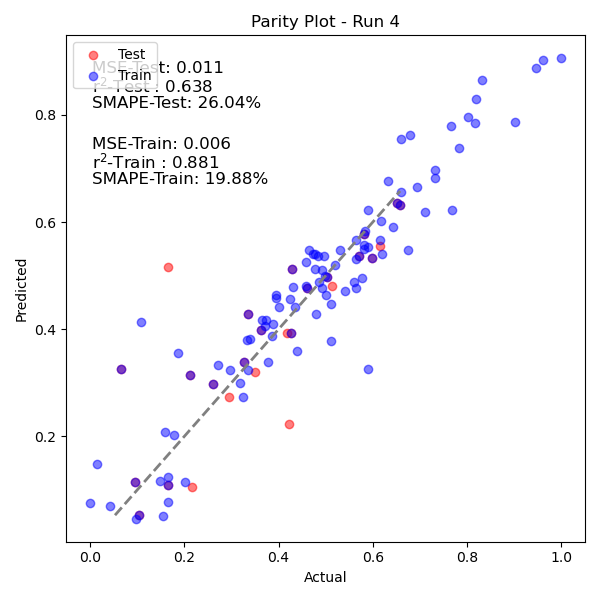 Parity Plot - Run 4
Test
Train
MSE-Test: 0.011
r²-Test : 0.638
SMAPE-Test: 26.04%
MSE-Train: 0.006
r²-Train : 0.881
SMAPE-Train: 19.88%
Predicted
0.8
0.6
0.4
0.2
0.0 0.2 0.4 0.6 0.8 1.0
Actual